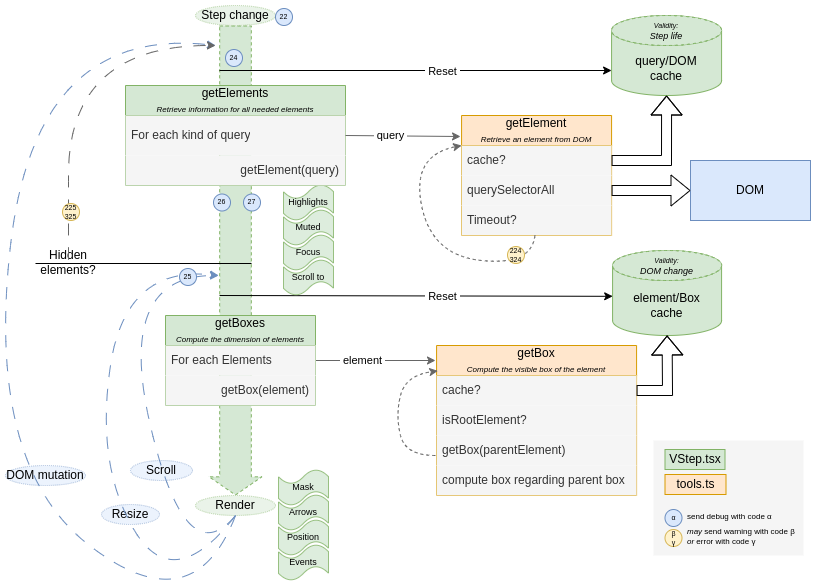 Step change
22
24
Reset
Validity:
Step life
query/DOM
cache
getElements
Retrieve information for all needed elements
For each kind of query
getElement(query)
query
getElement
Retrieve an element from DOM
cache?
querySelectorAll
Timeout?
DOM
26
27
Highlights
Muted
Focus
Scroll to
225
325
224
324
Hidden
elements?
25
Reset
Validity:
DOM change
element/Box
cache
getBoxes
Compute the dimension of elements
For each Elements
getBox(element)
element
getBox
Compute the visible box of the element
cache?
isRootElement?
getBox(parentElement)
compute box regarding parent box
DOM mutation
Scroll
Resize
Render
Mask
Arrows
Position
Events
VStep.tsx
tools.ts
α
send debug with code α
β
γ
may send warning with code β
or error with code γ